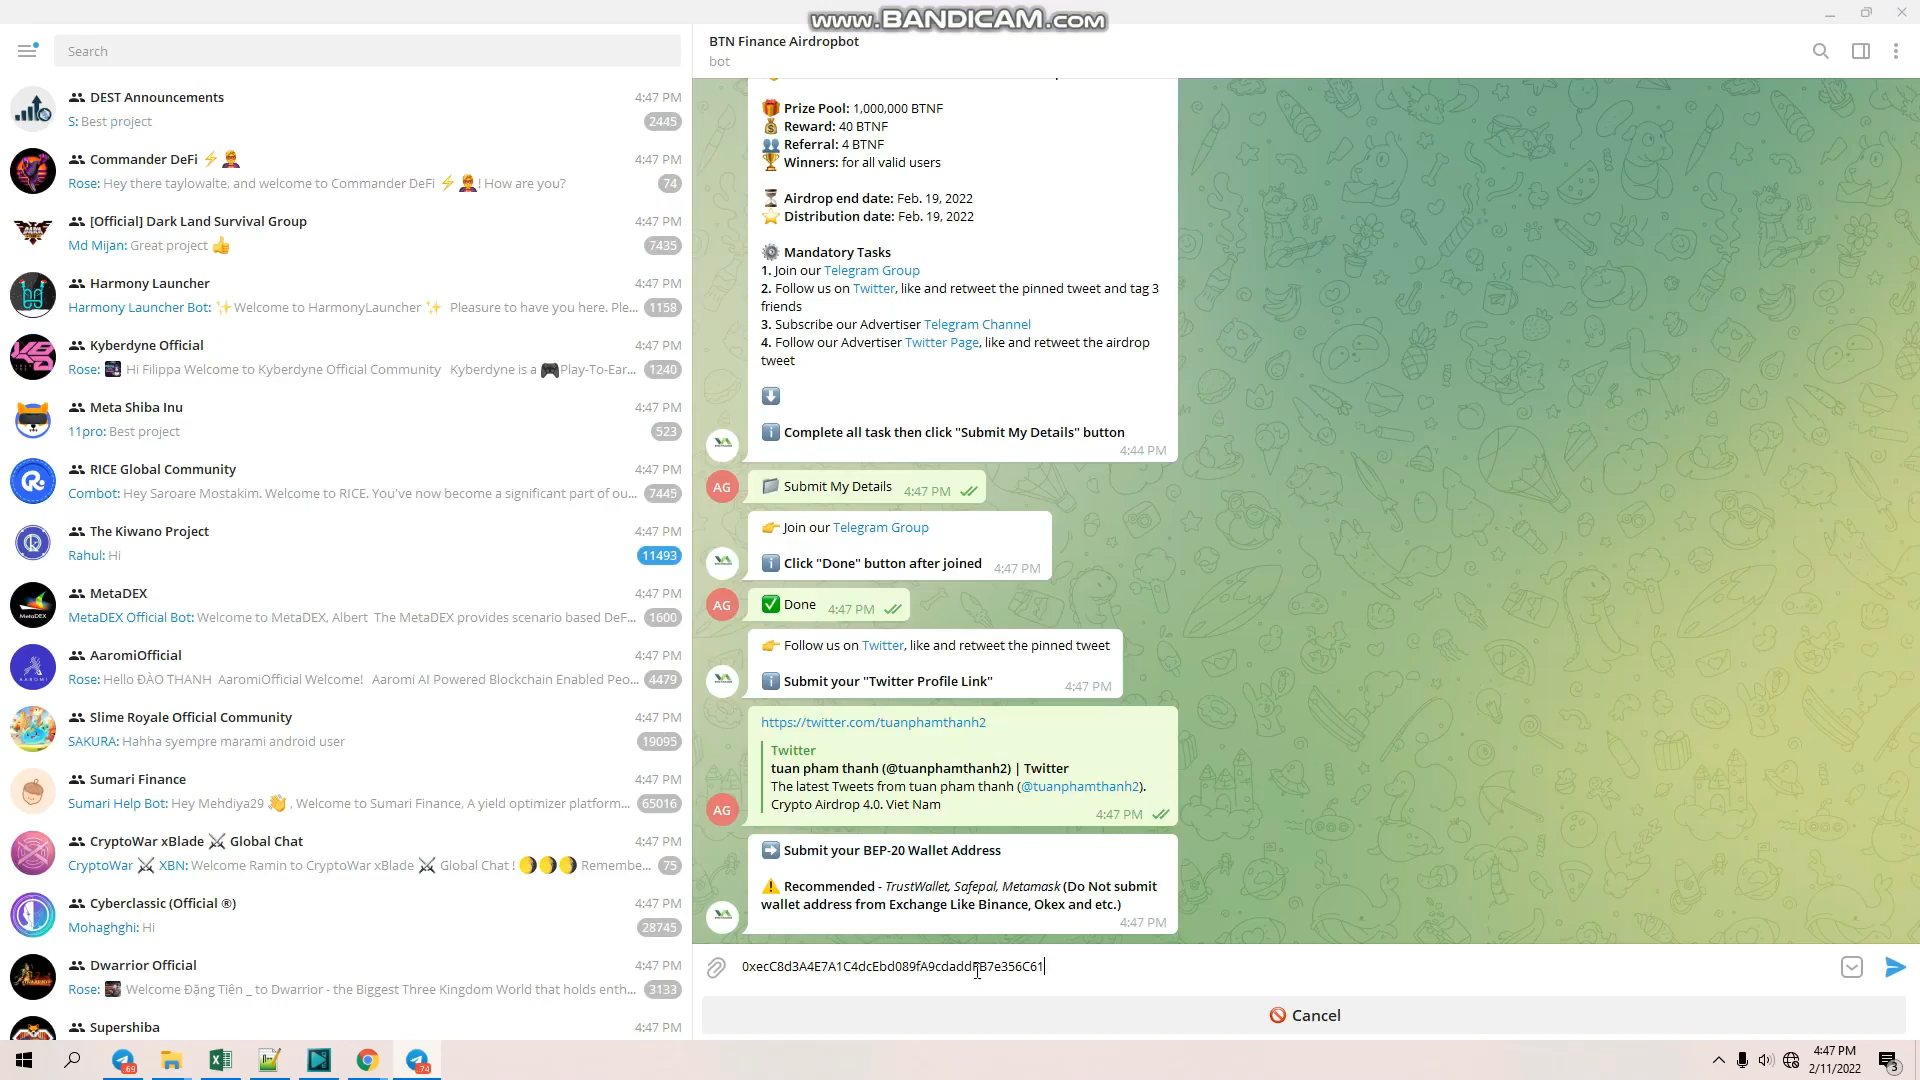 www.BANDICAM.com
Search
DEST Announcements 4:47 PM
S: Best project 2445
Commander DeFi ⚡ 4:47 PM
Rose: Hey there taylowalte, and welcome to Commander DeFi ⚡ ! How are you? 74
[Official] Dark Land Survival Group 4:47 PM
Md Mijan: Great project 👍 7435
Harmony Launcher 4:47 PM
Harmony Launcher Bot: ✨Welcome to HarmonyLauncher ✨ Pleasure to have you here. Ple... 1158
Kyberdyne Official 4:47 PM
Rose: Hi Filippa Welcome to Kyberdyne Official Community Kyberdyne is a 🎮Play-To-Ear... 1240
Meta Shiba Inu 4:47 PM
11pro: Best project 523
RICE Global Community 4:47 PM
Combot: Hey Saroare Mostakim. Welcome to RICE. You've now become a significant part of ou... 7445
The Kiwano Project 4:47 PM
Rahul: Hi 11493
MetaDEX 4:47 PM
MetaDEX Official Bot: Welcome to MetaDEX, Albert The MetaDEX provides scenario based DeF... 1600
AaromiOfficial 4:47 PM
Rose: Hello ĐÀO THANH AaromiOfficial Welcome! Aaromi AI Powered Blockchain Enabled Peo... 4479
Slime Royale Official Community 4:47 PM
SAKURA: Hahha syempre marami android user 19095
Sumari Finance 4:47 PM
Sumari Help Bot: Hey Mehdiya29 👋 , Welcome to Sumari Finance, A yield optimizer platform... 65016
CryptoWar xBlade ⚔ Global Chat 4:47 PM
CryptoWar ⚔ XBN: Welcome Ramin to CryptoWar xBlade ⚔ Global Chat ! 🌖🌖🌖 Remembe... 75
Cyberclassic (Official ®) 4:47 PM
Mohaghghi: Hi 28745
Dwarrior Official 4:47 PM
Rose: Welcome Đặng Tiên _ to Dwarrior - the Biggest Three Kingdom World that holds enth... 3133
Supershiba 4:47 PM
BTN Finance Airdropbot
bot
Prize Pool: 1,000,000 BTNF
Reward: 40 BTNF
Referral: 4 BTNF
Winners: for all valid users
Airdrop end date: Feb. 19, 2022
Distribution date: Feb. 19, 2022
Mandatory Tasks
1. Join our Telegram Group
2. Follow us on Twitter, like and retweet the pinned tweet and tag 3
friends
3. Subscribe our Advertiser Telegram Channel
4. Follow our Advertiser Twitter Page, like and retweet the airdrop
tweet
Complete all task then click "Submit My Details" button
4:44 PM
AG Submit My Details 4:47 PM
Join our Telegram Group
Click "Done" button after joined 4:47 PM
AG Done 4:47 PM
Follow us on Twitter, like and retweet the pinned tweet
Submit your "Twitter Profile Link" 4:47 PM
https://twitter.com/tuanphamthanh2
Twitter
tuan pham thanh (@tuanphamthanh2) | Twitter
The latest Tweets from tuan pham thanh (@tuanphamthanh2).
Crypto Airdrop 4.0. Viet Nam
AG 4:47 PM
Submit your BEP-20 Wallet Address
Recommended - TrustWallet, Safepal, Metamask (Do Not submit
wallet address from Exchange Like Binance, Okex and etc.)
4:47 PM
Cancel
69
74
4:47 PM
2/11/2022
3